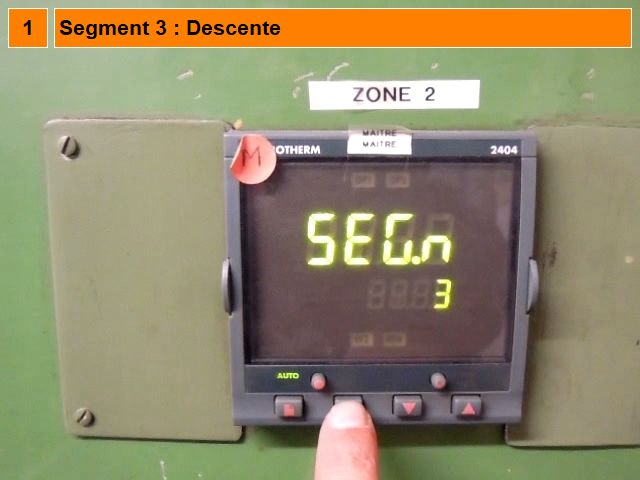 1 Segment 3 : Descente
ZONE 2
MAITRE
MAITRE
M
OTHERM 2404
SEG.n
3
AUTO